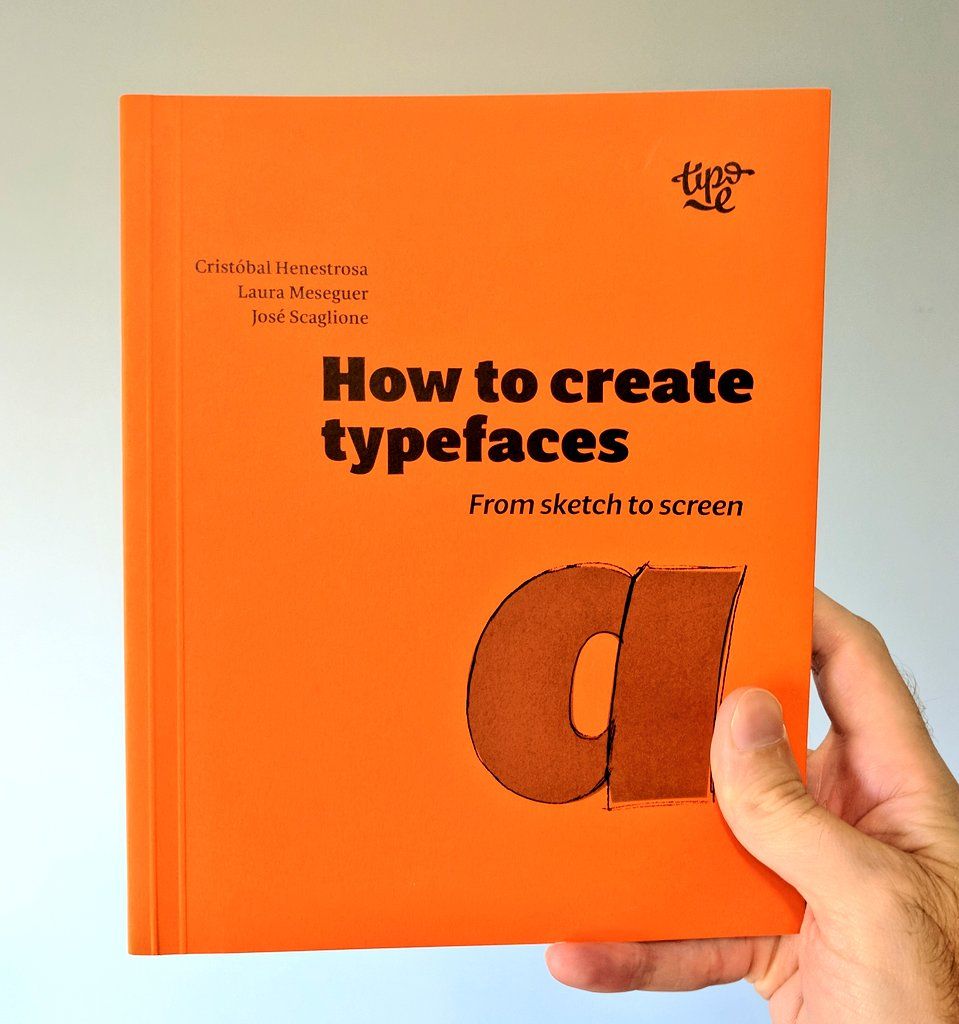 tipo e
Cristóbal Henestrosa
Laura Meseguer
José Scaglione
How to create
typefaces
From sketch to screen
a